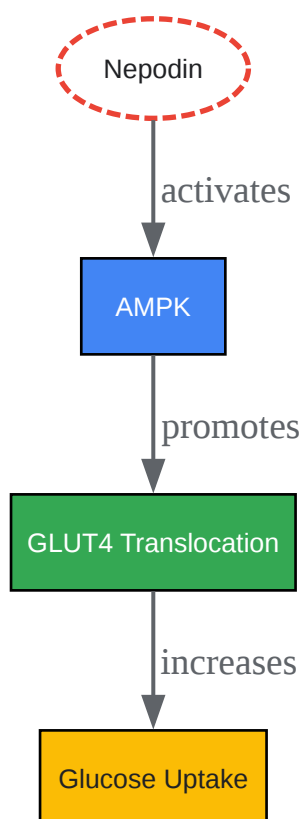 Nepodin
activates
AMPK
promotes
GLUT4 Translocation
increases
Glucose Uptake